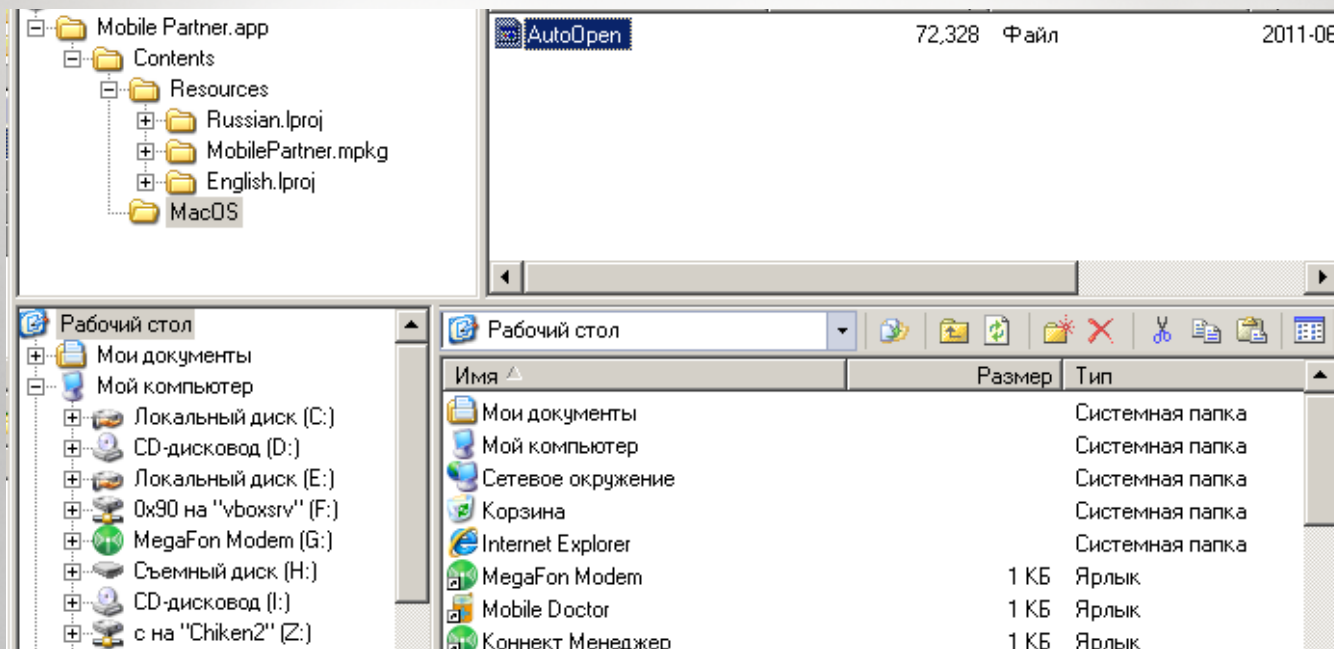 Mobile Partner.app
Contents
Resources
Russian.lproj
MobilePartner.mpkg
English.lproj
MacOS
AutoOpen 72,328 Файл 2011-06
Рабочий стол
Мои документы
Мой компьютер
Локальный диск (C:)
CD-дисковод (D:)
Локальный диск (E:)
0x90 на "vboxsrv" (F:)
MegaFon Modem (G:)
Съемный диск (H:)
CD-дисковод (I:)
c на "Chiken2" (Z:)
Рабочий стол
Имя Размер Тип
Мои документы Системная папка
Мой компьютер Системная папка
Сетевое окружение Системная папка
Корзина Системная папка
Internet Explorer Системная папка
MegaFon Modem 1 КБ Ярлык
Mobile Doctor 1 КБ Ярлык
Коннект Менеджер 1 КБ Ярлык